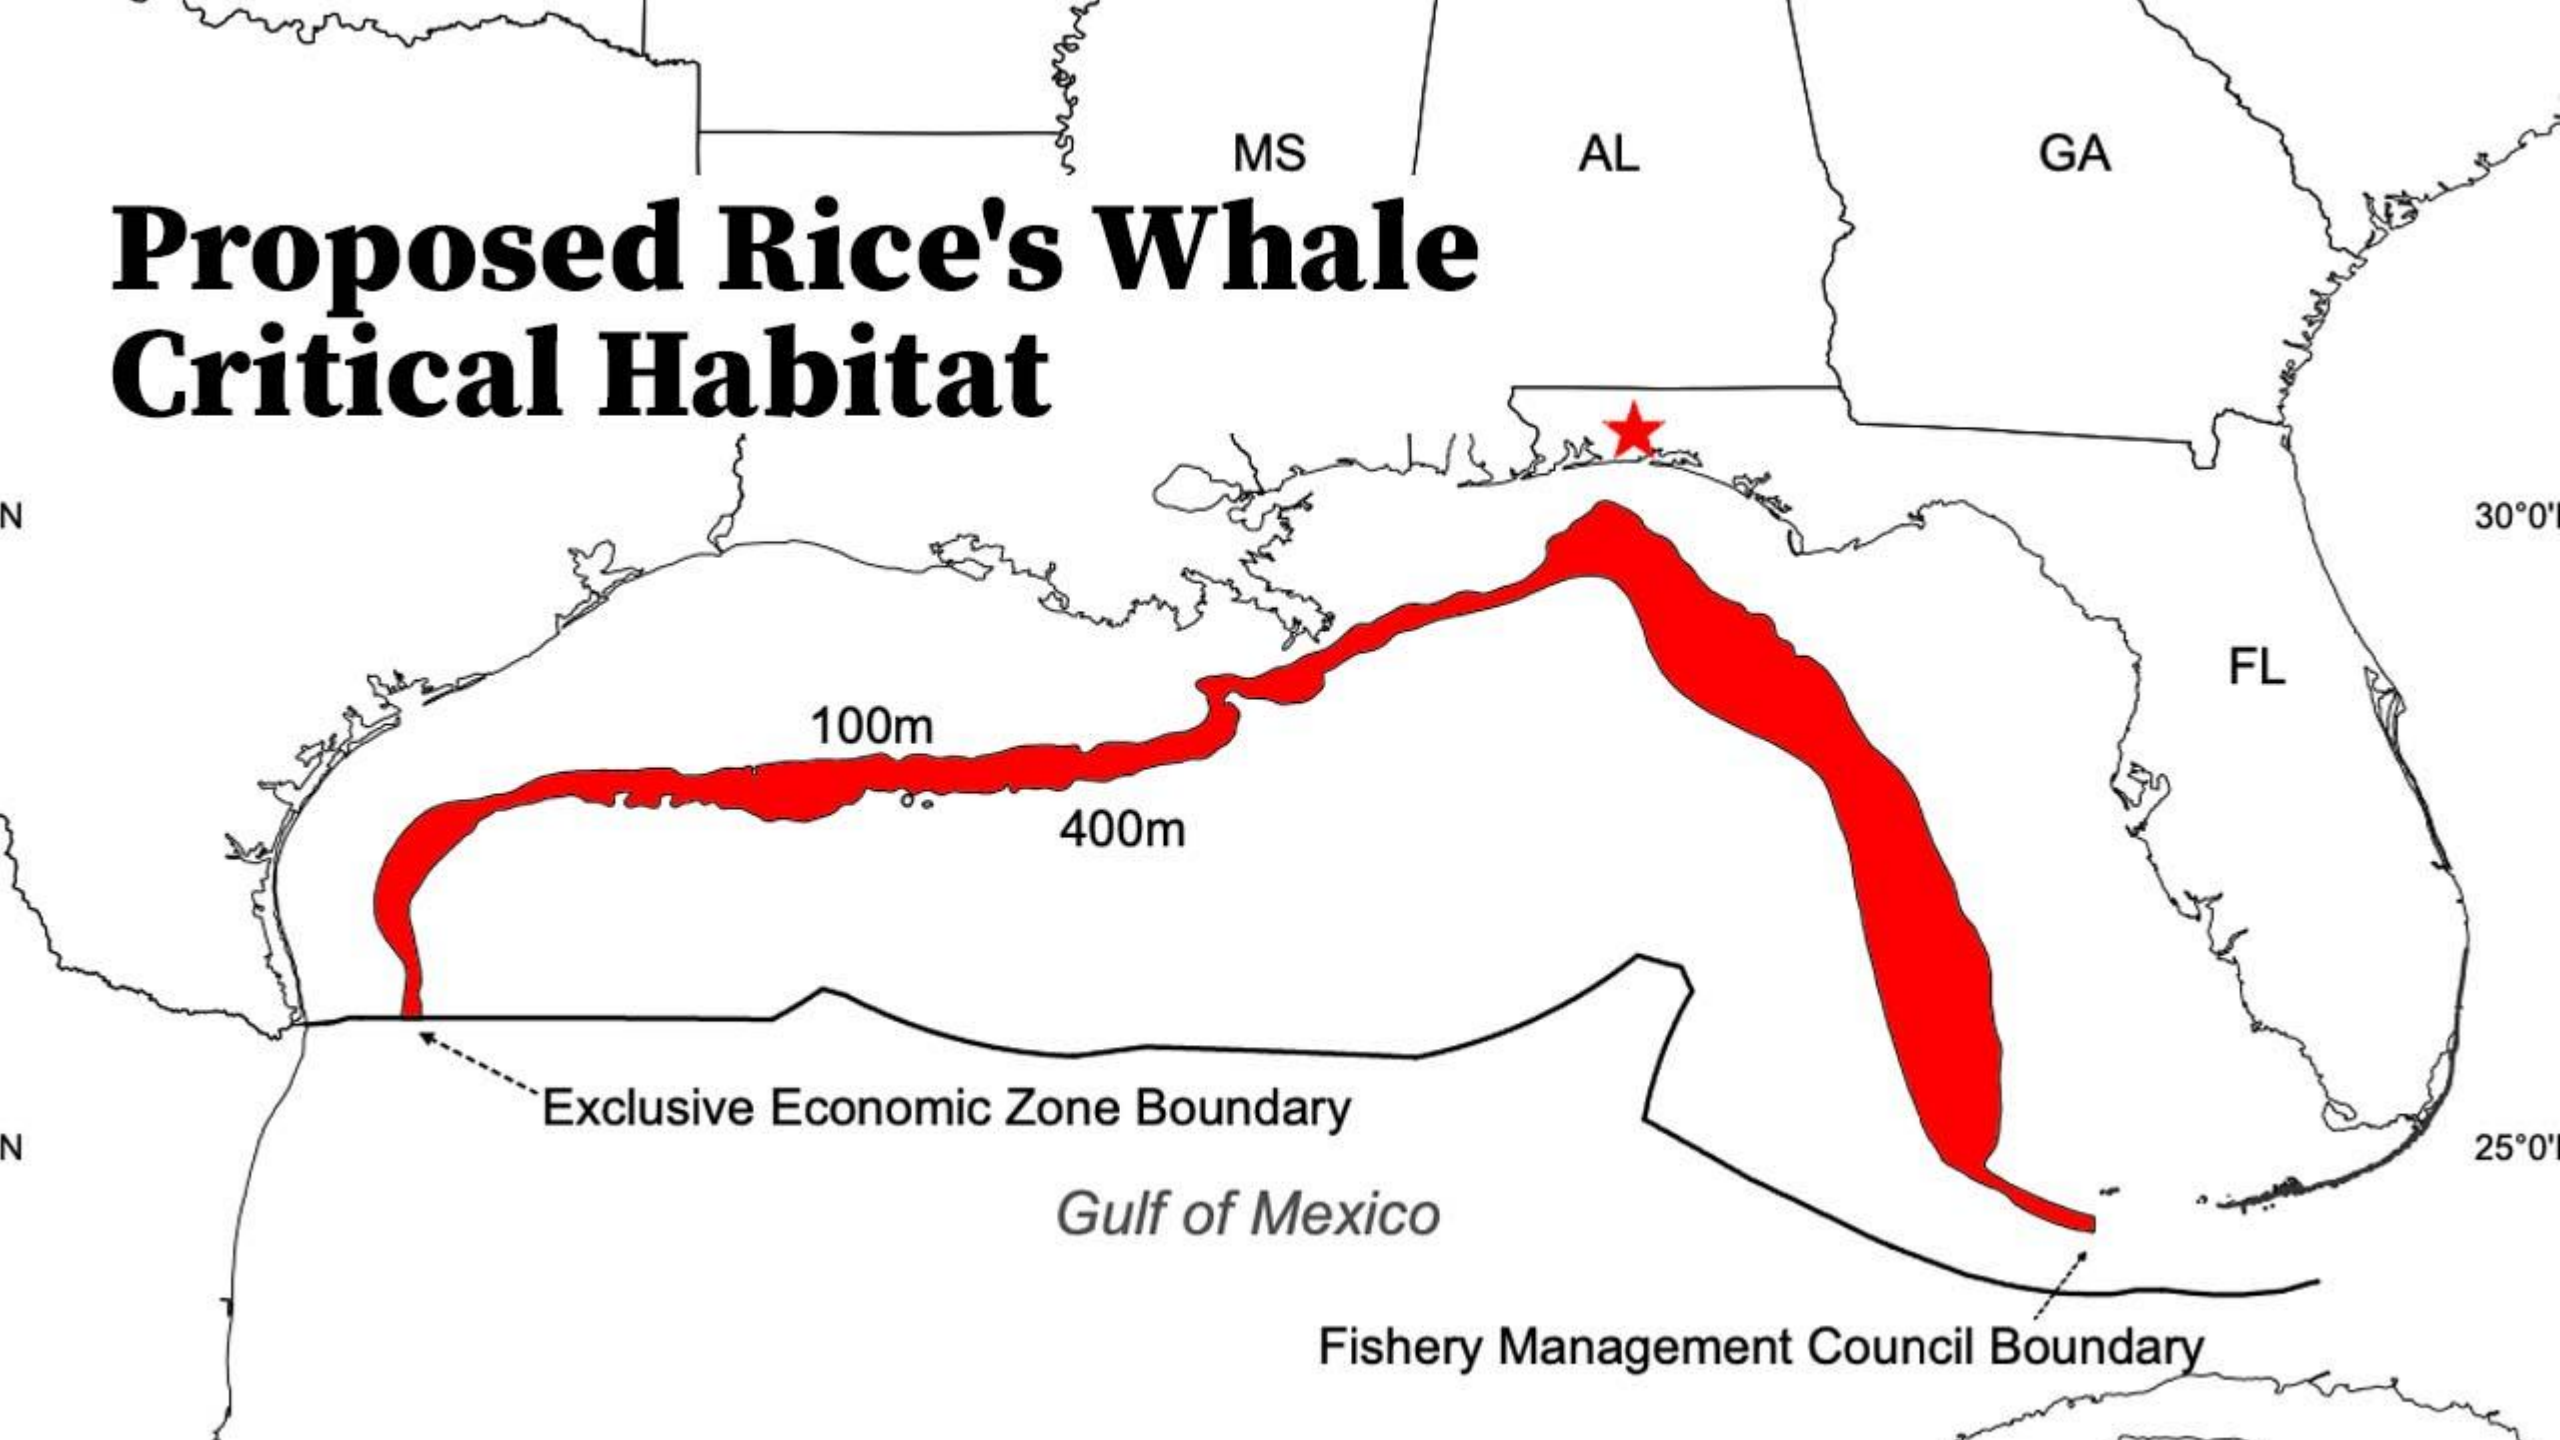 MS
AL
GA
Proposed Rice's Whale
Critical Habitat
N
30°0'
FL
100m
400m
Exclusive Economic Zone Boundary
N
25°0'
Gulf of Mexico
Fishery Management Council Boundary